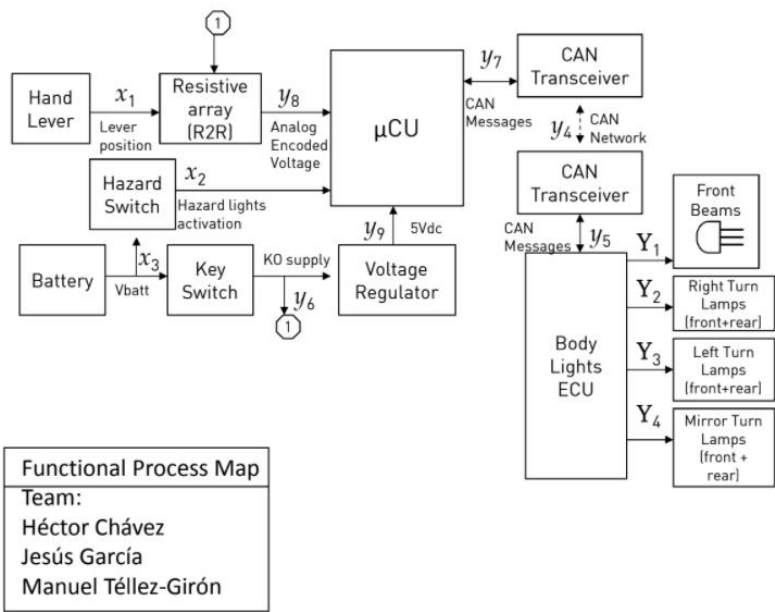 1
Hand
Lever
x₁
Lever
position
Resistive
array
(R2R)
y₈
Analog
Encoded
Voltage
μCU
y₇
CAN
Messages
CAN
Transceiver
y₄
CAN
Network
Hazard
Switch
x₂
Hazard lights
activation
CAN
Transceiver
CAN
Messages
y₅
Battery
x₃
Vbatt
Key
Switch
KO supply
y₆
1
y₉
5Vdc
Voltage
Regulator
Body
Lights
ECU
Y₁
Front
Beams
Y₂
Right Turn
Lamps
(front+rear)
Y₃
Left Turn
Lamps
(front+rear)
Y₄
Mirror Turn
Lamps
(front +
rear)
Functional Process Map
Team:
Héctor Chávez
Jesús García
Manuel Téllez-Girón